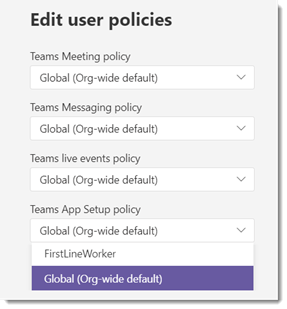 Edit user policies
Teams Meeting policy
Global (Org-wide default)
Teams Messaging policy
Global (Org-wide default)
Teams live events policy
Global (Org-wide default)
Teams App Setup policy
Global (Org-wide default)
FirstLineWorker
Global (Org-wide default)